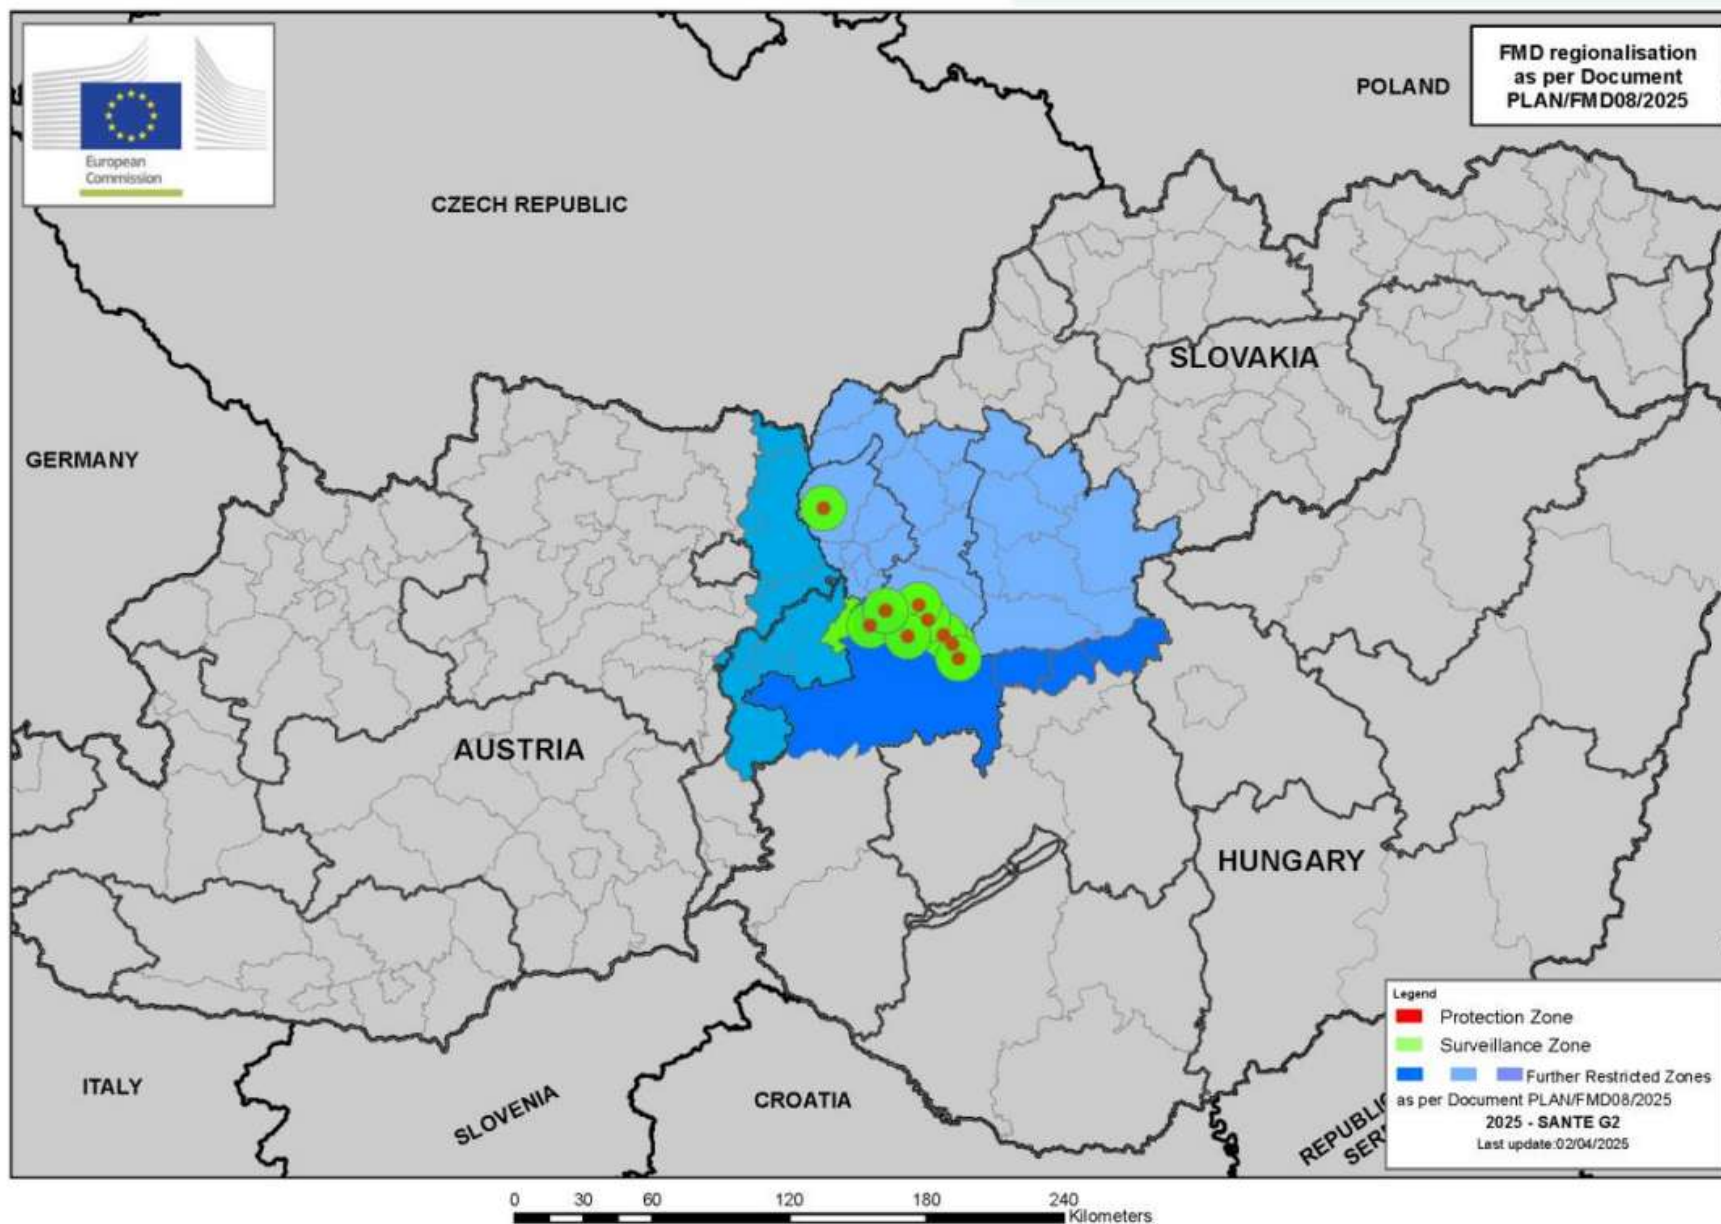 European
Commission
FMD regionalisation
as per Document
PLAN/FMD08/2025
POLAND
CZECH REPUBLIC
SLOVAKIA
GERMANY
AUSTRIA
HUNGARY
ITALY
SLOVENIA
CROATIA
Legend
Protection Zone
Surveillance Zone
Further Restricted Zones
as per Document PLAN/FMD08/2025
2025 - SANTE G2
Last update:02/04/2025
0 30 60 120 180 240
Kilometers